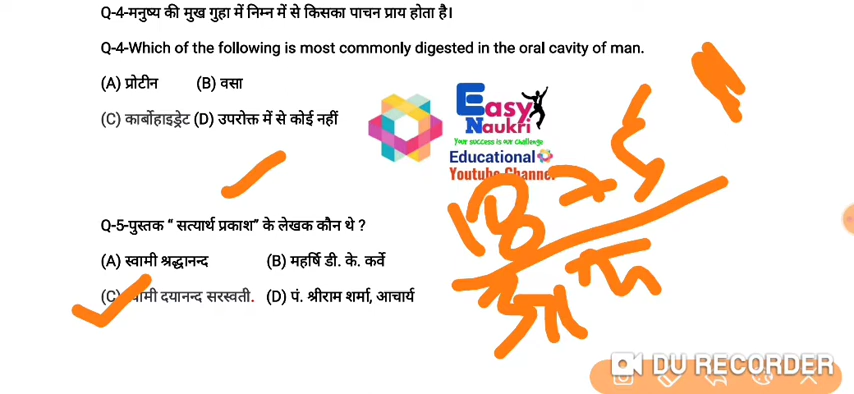 Q-4-मनुष्य की मुख गुहा में निम्न में से किसका पाचन प्राय होता है।
Q-4-Which of the following is most commonly digested in the oral cavity of man.
(A) प्रोटीन (B) वसा
(C) कार्बोहाइड्रेट (D) उपरोक्त में से कोई नहीं
Easy
Naukri
Your success is our challenge
Educational
Youtube Channel
Q-5-पुस्तक “ सत्यार्थ प्रकाश” के लेखक कौन थे ?
(A) स्वामी श्रद्धानन्द (B) महर्षि डी. के. कर्वे
(C) स्वामी दयानन्द सरस्वती. (D) पं. श्रीराम शर्मा, आचार्य
DU RECORDER